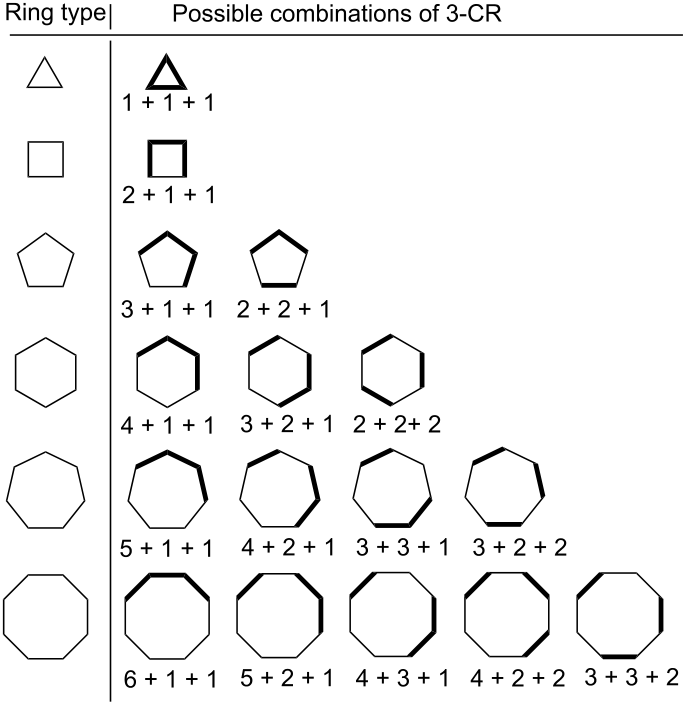 Ring type Possible combinations of 3-CR
1 + 1 + 1
2 + 1 + 1
3 + 1 + 1 2 + 2 + 1
4 + 1 + 1 3 + 2 + 1 2 + 2+ 2
5 + 1 + 1 4 + 2 + 1 3 + 3 + 1 3 + 2 + 2
6 + 1 + 1 5 + 2 + 1 4 + 3 + 1 4 + 2 + 2 3 + 3 + 2